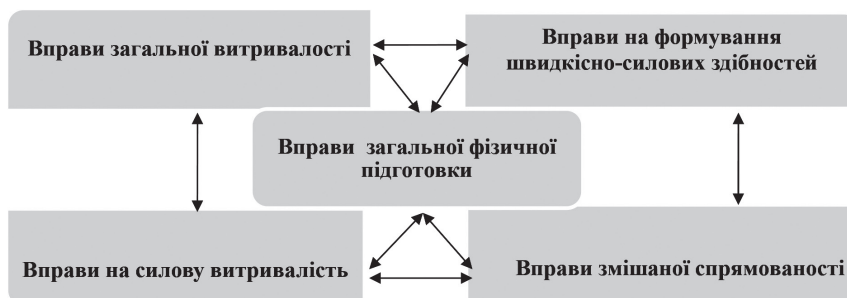 Вправи загальної витривалості
Вправи на формування
швидкісно-силових здібностей
Вправи загальної фізичної
підготовки
Вправи на силову витривалість
Вправи змішаної спрямованості